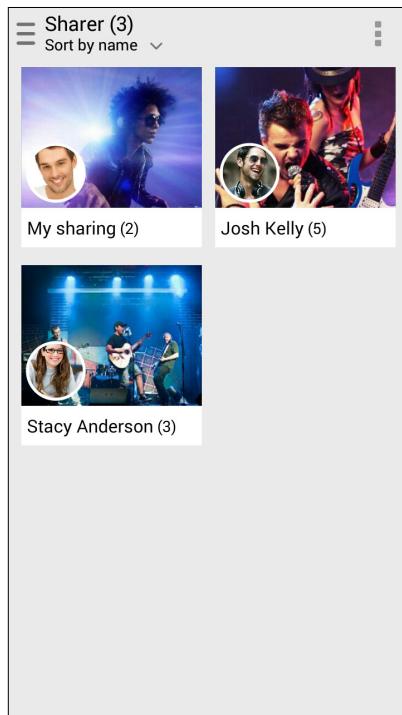 Sharer (3)
Sort by name
My sharing (2)
Josh Kelly (5)
Stacy Anderson (3)